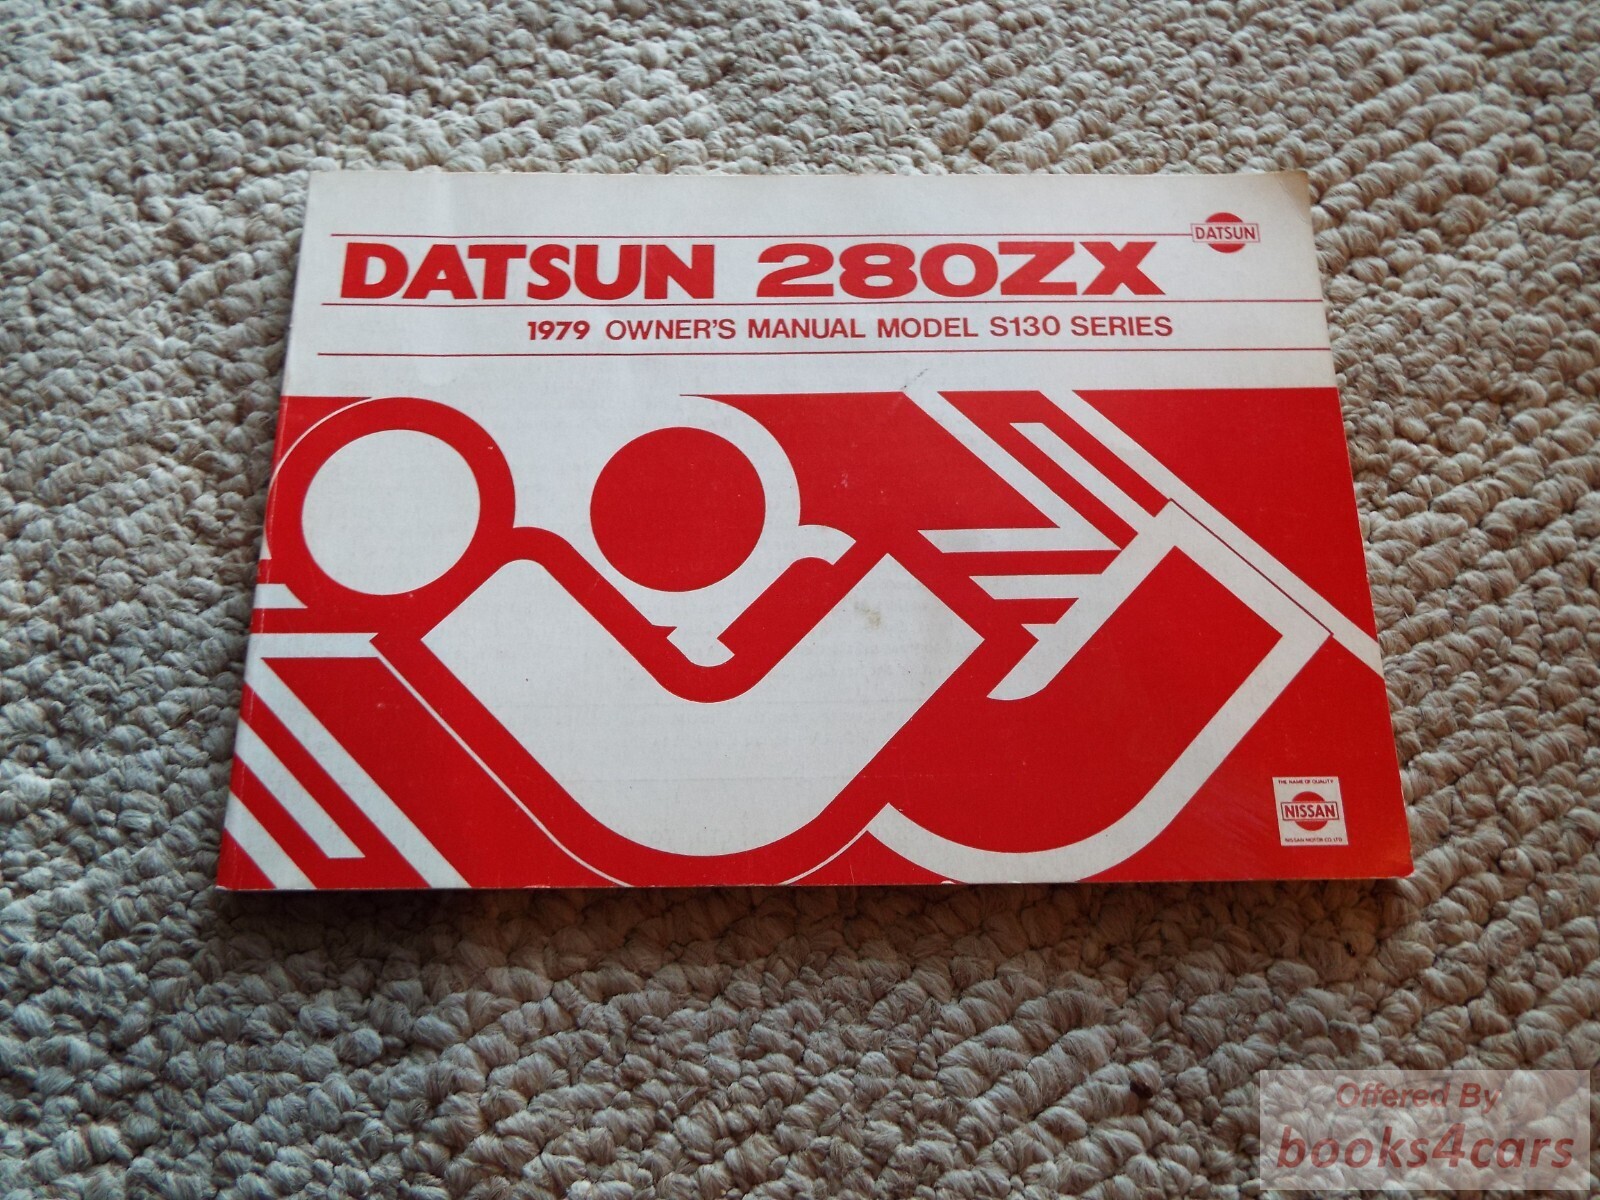 DATSUN
DATSUN 280ZX
1979 OWNER'S MANUAL MODEL S130 SERIES
THE NAME OF QUALITY
NISSAN
NISSAN MOTOR CO., LTD.
Offered By
books4cars